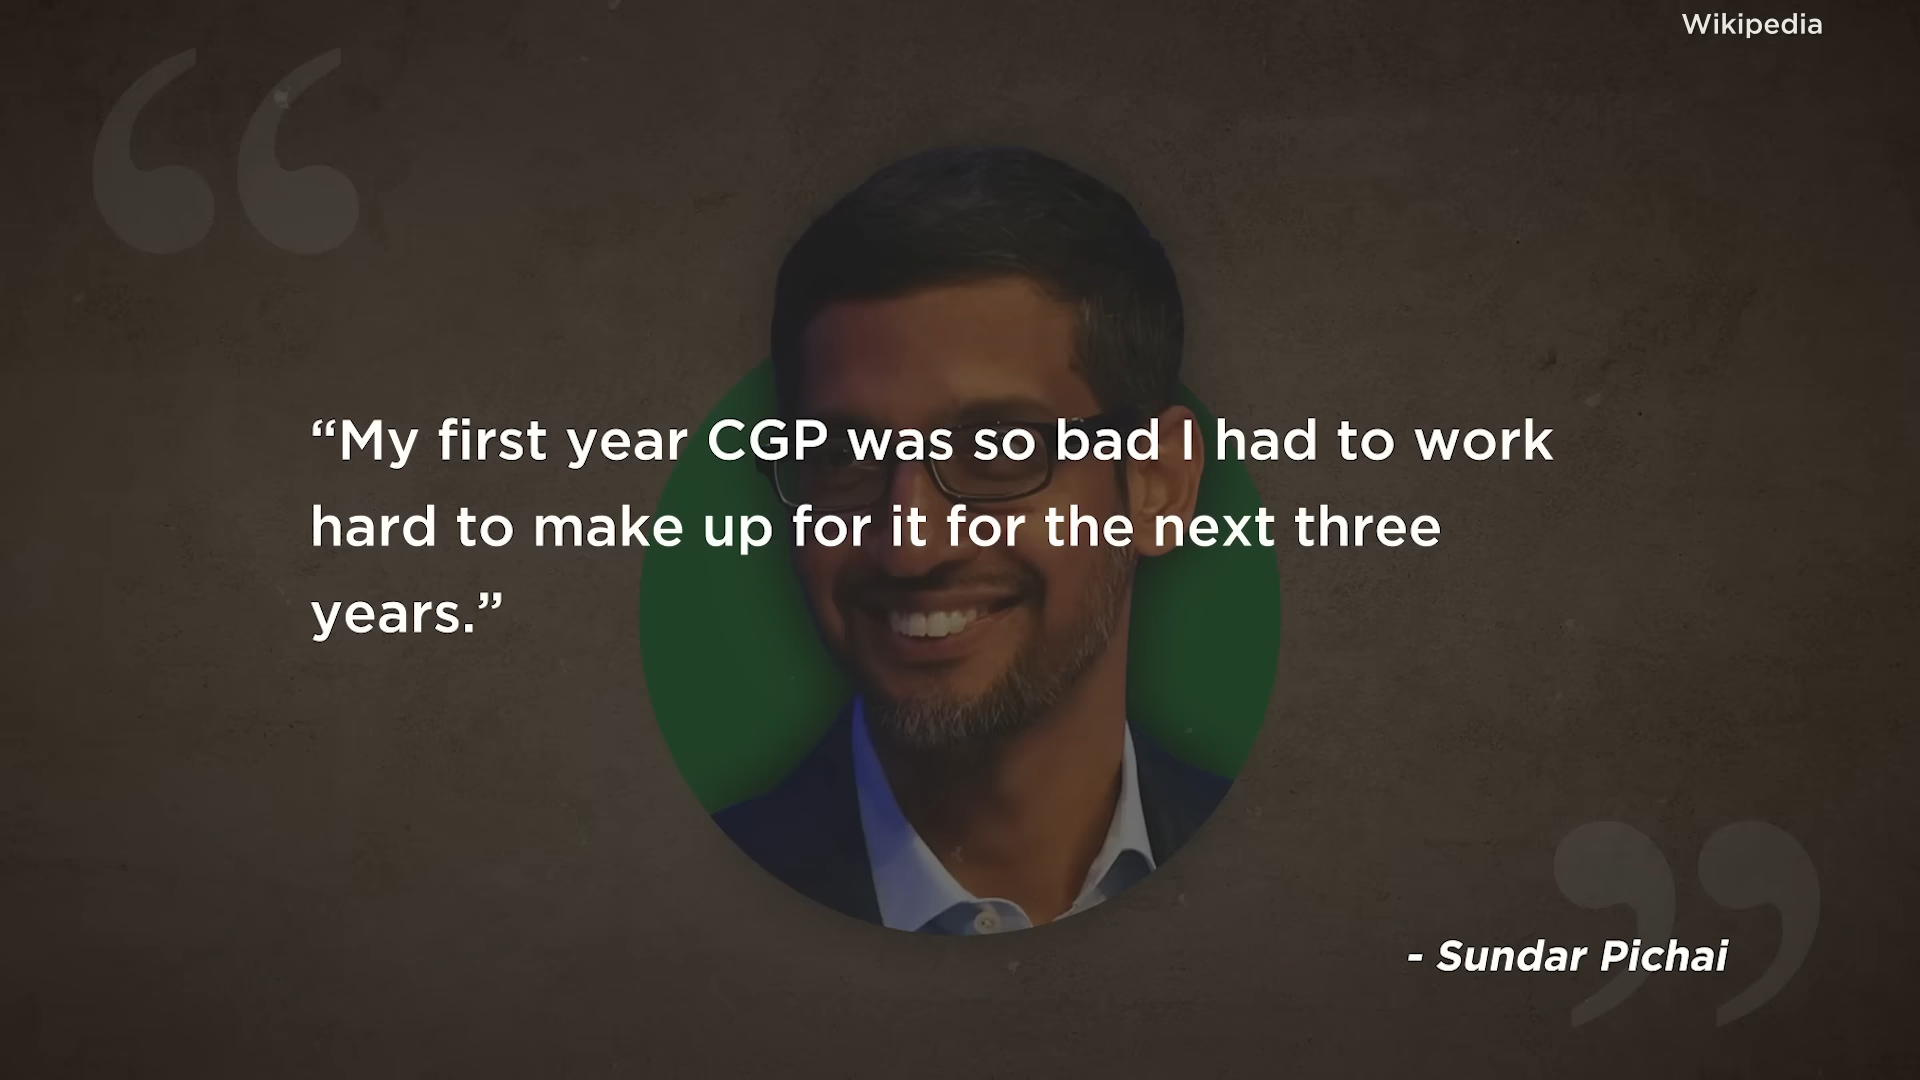 Wikipedia
“My first year CGP was so bad I had to work
hard to make up for it for the next three
years.”
- Sundar Pichai